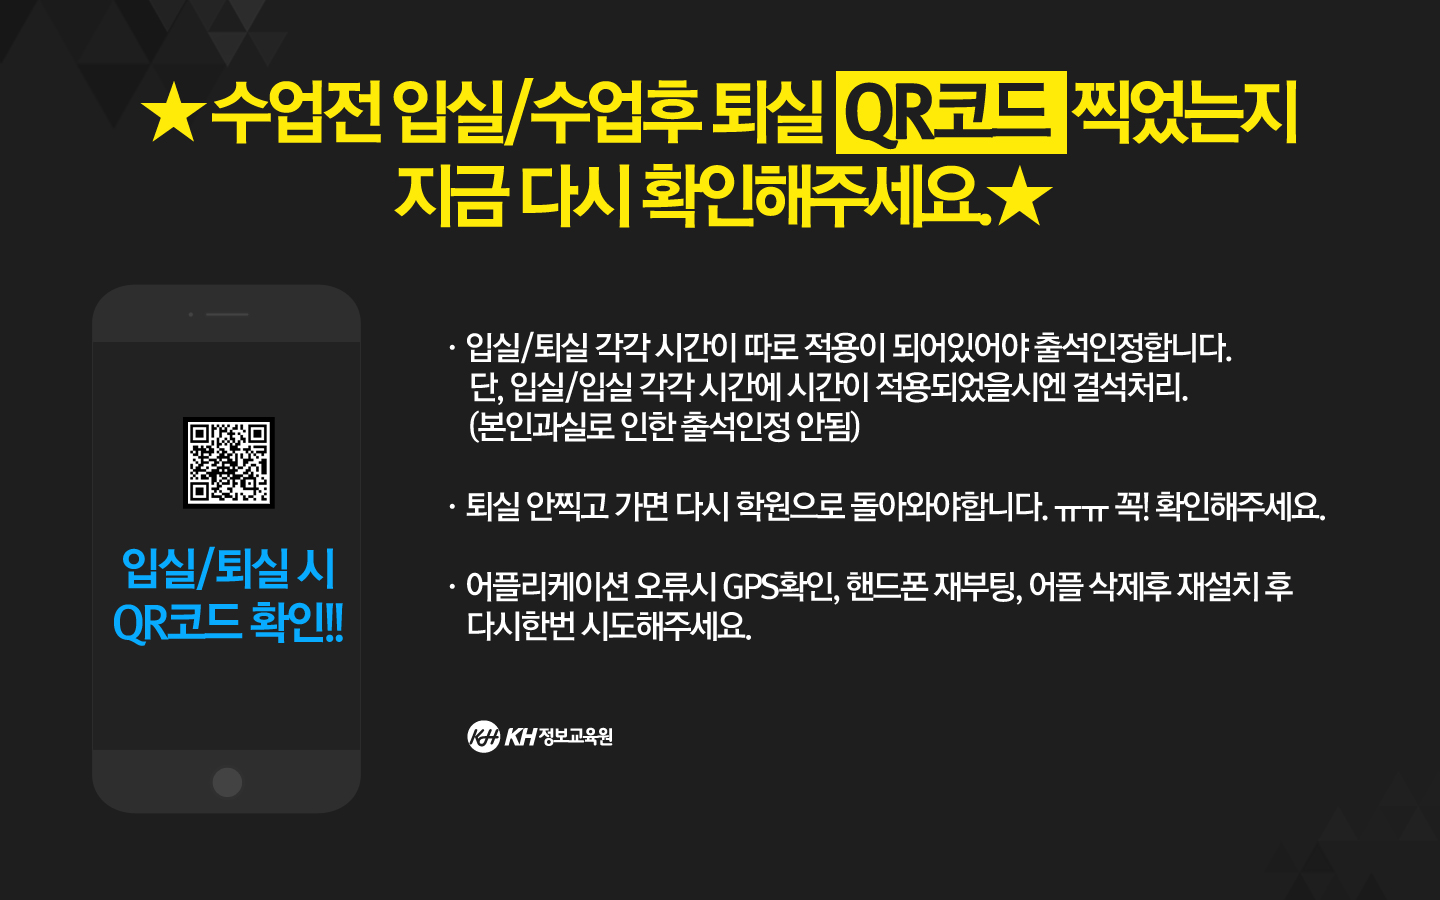 ★수업전 입실/수업후 퇴실 QR코드 찍었는지
지금 다시 확인해주세요.★
입실/퇴실 시
QR코드 확인!!
· 입실/퇴실 각각 시간이 따로 적용이 되어있어야 출석인정합니다.
단, 입실/입실 각각 시간에 시간이 적용되었을시엔 결석처리.
(본인과실로 인한 출석인정 안됨)
· 퇴실 안찍고 가면 다시 학원으로 돌아와야합니다. ㅠㅠ 꼭! 확인해주세요.
· 어플리케이션 오류시 GPS확인, 핸드폰 재부팅, 어플 삭제후 재설치 후
다시한번 시도해주세요.
KH KH정보교육원